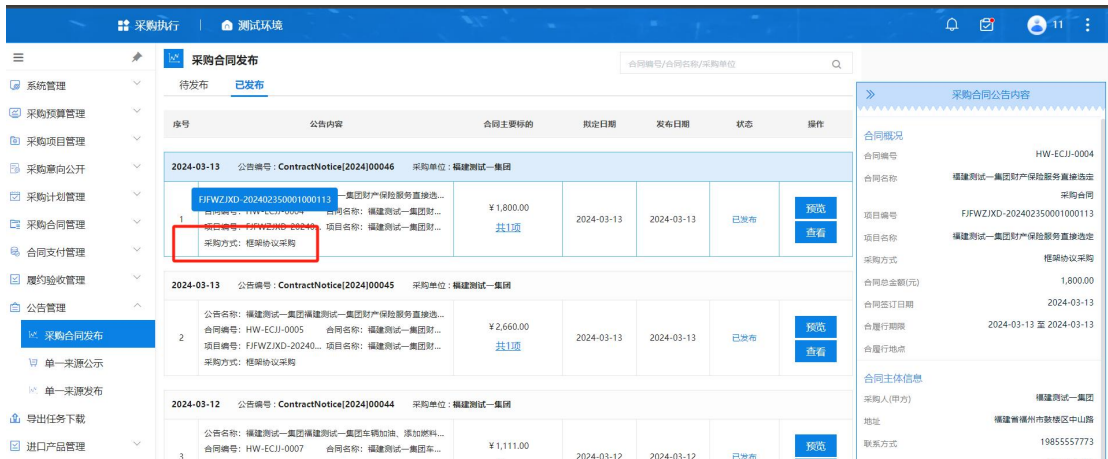 采购执行 测试环境 11
系统管理
采购预算管理
采购项目管理
采购意向公开
采购计划管理
采购合同管理
合同支付管理
履约验收管理
公告管理
采购合同发布
单一来源公示
单一来源发布
导出任务下载
进口产品管理
采购合同发布
合同编号/合同名称/采购单位
待发布 已发布
序号 公告内容 合同主要标的 拟定日期 发布日期 状态 操作
2024-03-13 公告编号：ContractNotice[2024]00046 采购单位：福建测试一集团
FJFWZJXD-202402350001000113
一集团财产保险服务直接选...
合同编号：HW-ECJJ-0004 合同名称：福建测试一集团财...
项目编号：FJFWZJXD-20240... 项目名称：福建测试一集团财...
采购方式：框架协议采购
1 ¥1,800.00 共1项 2024-03-13 2024-03-13 已发布 预览 查看
2024-03-13 公告编号：ContractNotice[2024]00045 采购单位：福建测试一集团
公告名称：福建测试一集团福建测试一集团财产保险服务直接选...
合同编号：HW-ECJJ-0005 合同名称：福建测试一集团财...
项目编号：FJFWZJXD-20240... 项目名称：福建测试一集团财...
采购方式：框架协议采购
2 ¥2,660.00 共1项 2024-03-13 2024-03-13 已发布 预览 查看
2024-03-12 公告编号：ContractNotice[2024]00044 采购单位：福建测试一集团
公告名称：福建测试一集团福建测试一集团车辆加油、添加燃料...
合同编号：HW-ECJJ-0007 合同名称：福建测试一集团车...
3 ¥1,111.00 2024-03-12 2024-03-12 已发布 预览
采购合同公告内容
合同概况
合同编号 HW-ECJJ-0004
合同名称 福建测试一集团财产保险服务直接选定
采购合同
项目编号 FJFWZJXD-202402350001000113
项目名称 福建测试一集团财产保险服务直接选定
采购方式 框架协议采购
合同总金额(元) 1,800.00
合同签订日期 2024-03-13
合履行期限 2024-03-13 至 2024-03-13
合履行地点
合同主体信息
采购人(甲方) 福建测试一集团
地址 福建省福州市鼓楼区中山路
联系方式 19855557773